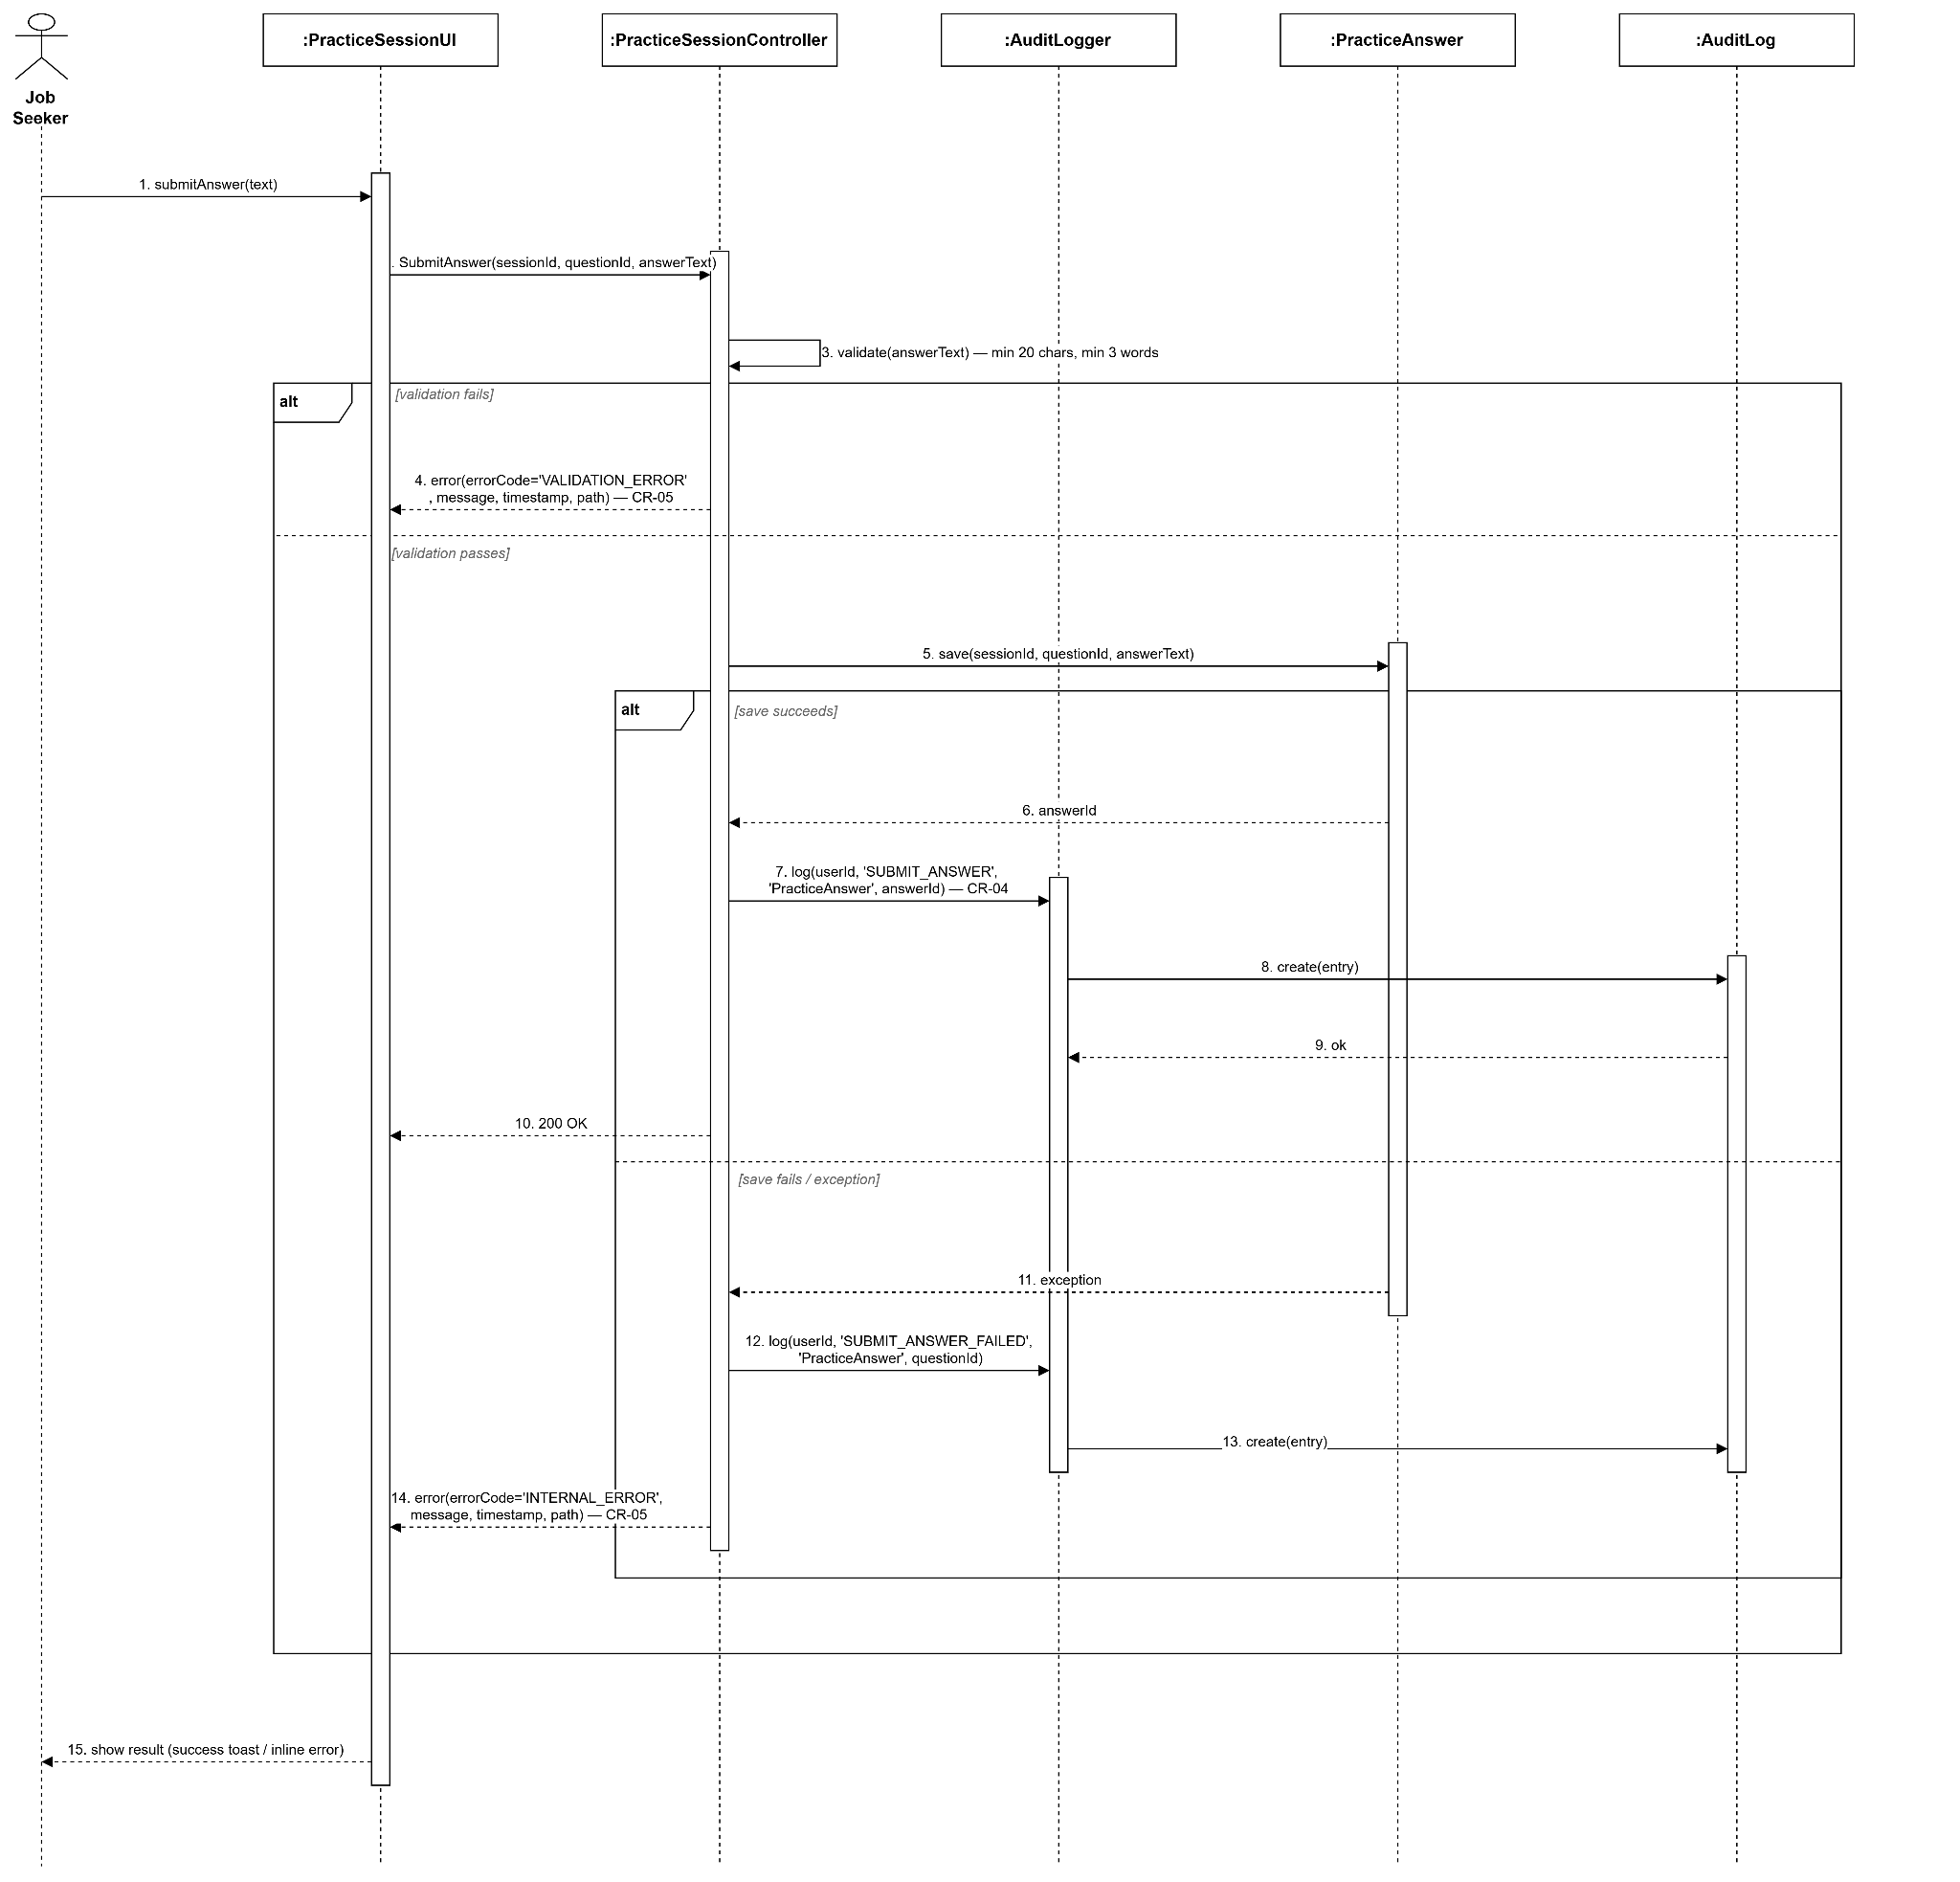 Job
Seeker
:PracticeSessionUI
:PracticeSessionController
:AuditLogger
:PracticeAnswer
:AuditLog
1. submitAnswer(text)
. SubmitAnswer(sessionId, questionId, answerText)
3. validate(answerText) — min 20 chars, min 3 words
alt
[validation fails]
4. error(errorCode='VALIDATION_ERROR'
, message, timestamp, path) — CR-05
[validation passes]
5. save(sessionId, questionId, answerText)
alt
[save succeeds]
6. answerId
7. log(userId, 'SUBMIT_ANSWER',
'PracticeAnswer', answerId) — CR-04
8. create(entry)
9. ok
10. 200 OK
[save fails / exception]
11. exception
12. log(userId, 'SUBMIT_ANSWER_FAILED',
'PracticeAnswer', questionId)
13. create(entry)
14. error(errorCode='INTERNAL_ERROR',
message, timestamp, path) — CR-05
15. show result (success toast / inline error)